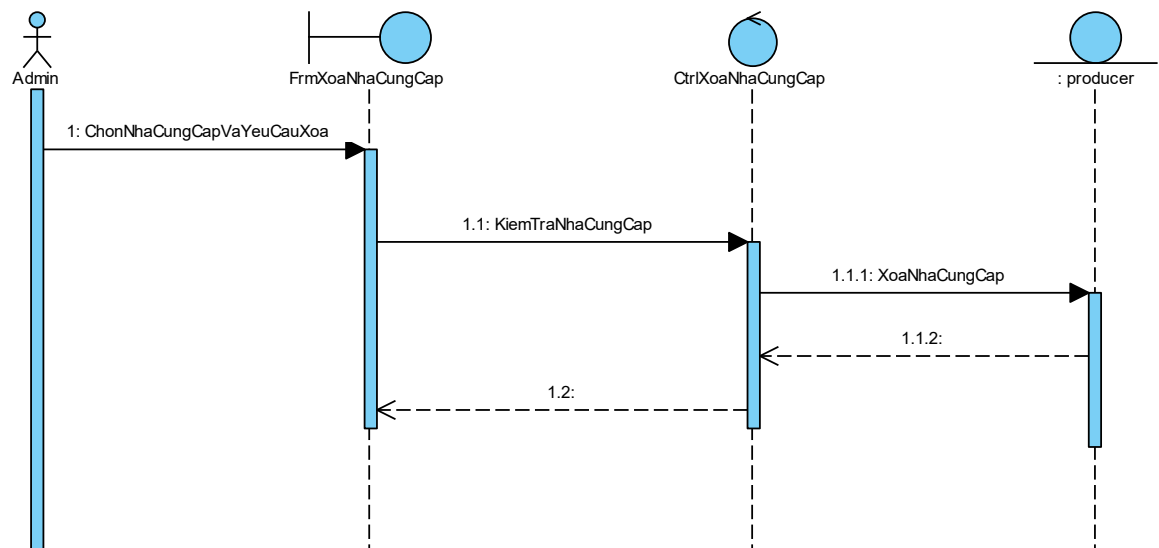 Admin
FrmXoaNhaCungCap
CtrlXoaNhaCungCap
: producer
1: ChonNhaCungCapVaYeuCauXoa
1.1: KiemTraNhaCungCap
1.1.1: XoaNhaCungCap
1.1.2:
1.2: